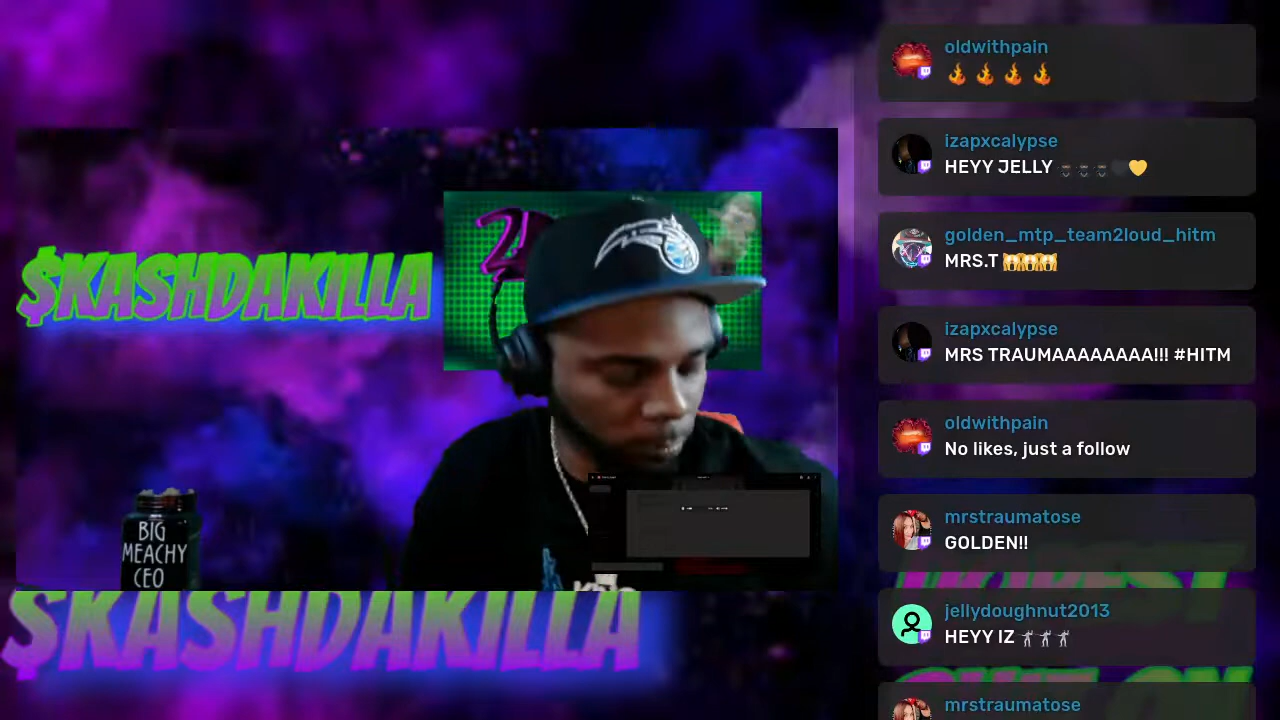 $KASHDAKILLA
BIG
MEACHY
CEO
$KASHDAKILLA
oldwithpain
🔥 🔥 🔥 🔥
izapxcalypse
HEYY JELLY
golden_mtp_team2loud_hitm
MRS.T 😭😭😭
izapxcalypse
MRS TRAUMAAAAAAAA!!! #HITM
oldwithpain
No likes, just a follow
mrstraumatose
GOLDEN!!
jellydoughnut2013
HEYY IZ
mrstraumatose